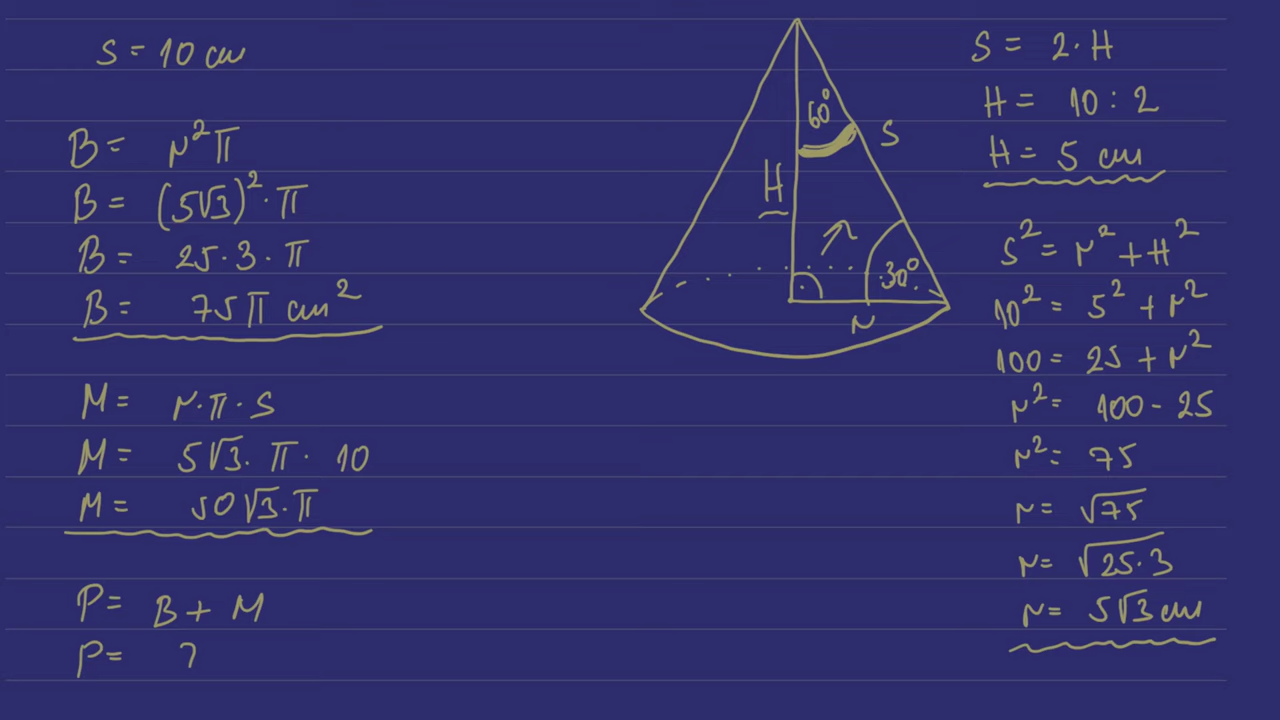 s = 10 cm
B = r²π
B = (5√3)²·π
B = 25·3·π
B = 75π cm²
M = r·π·s
M = 5√3·π·10
M = 50√3·π
P = B + M
P = 7
60°
s
H
30°
r
s = 2·H
H = 10:2
H = 5 cm
s² = r² + H²
10² = 5² + r²
100 = 25 + r²
r² = 100 - 25
r² = 75
r = √75
r = √25·3
r = 5√3 cm